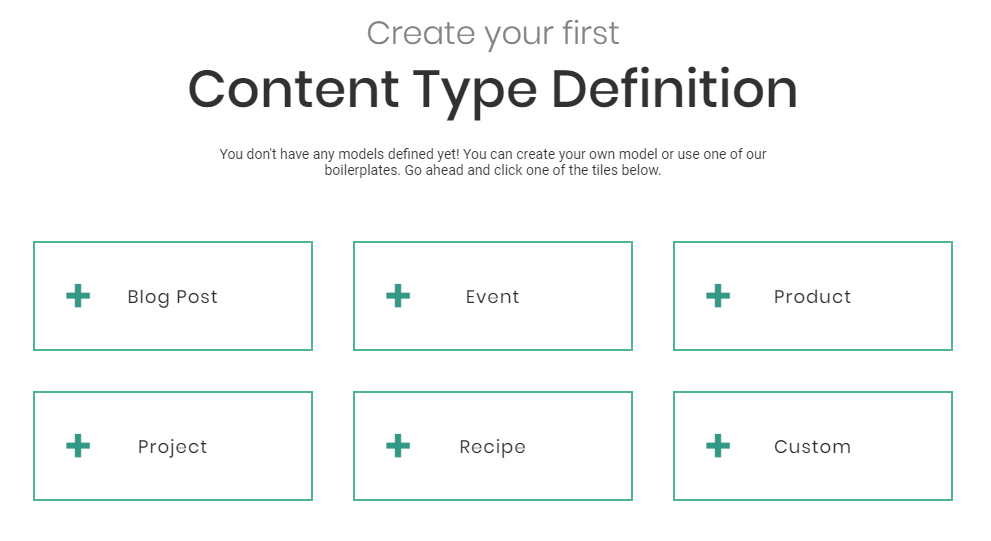 Create your first
Content Type Definition
You don't have any models defined yet! You can create your own model or use one of our
boilerplates. Go ahead and click one of the tiles below.
Blog Post
Event
Product
Project
Recipe
Custom